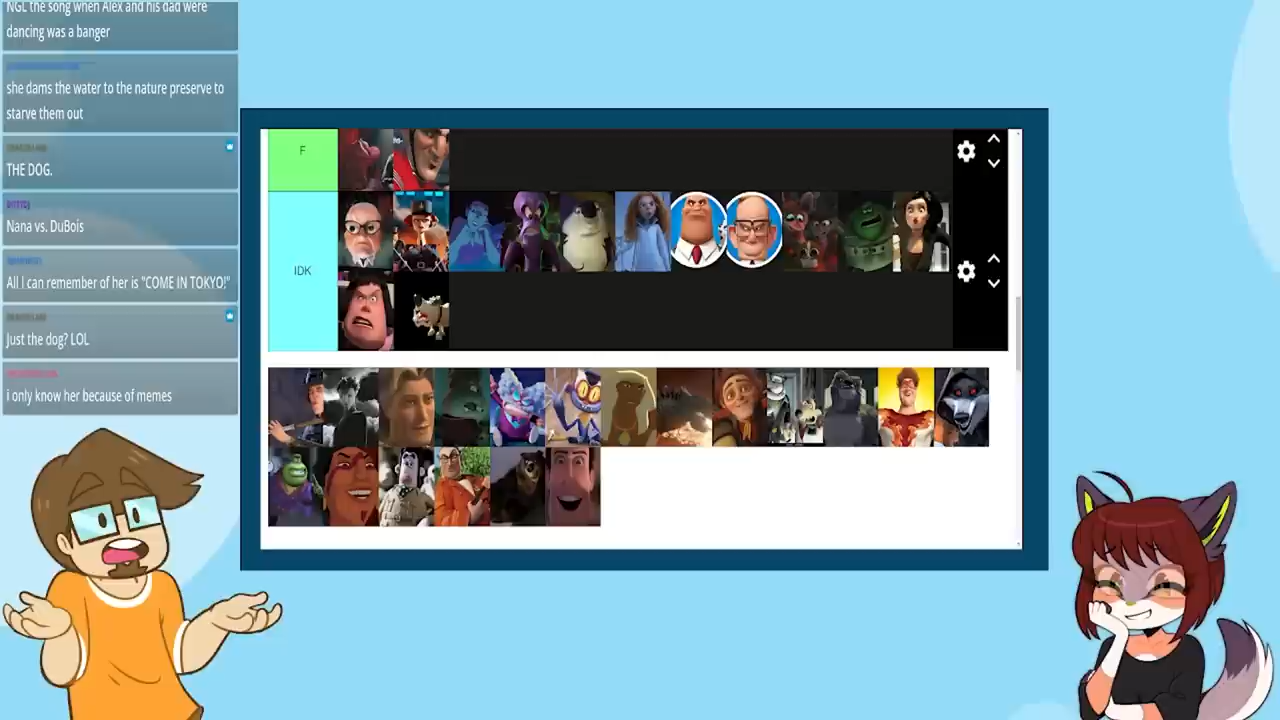 NGL the song when Alex and his dad were
dancing was a banger
she dams the water to the nature preserve to
starve them out
THE DOG.
Nana vs. DuBois
All I can remember of her is "COME IN TOKYO!"
Just the dog? LOL
i only know her because of memes
F
IDK